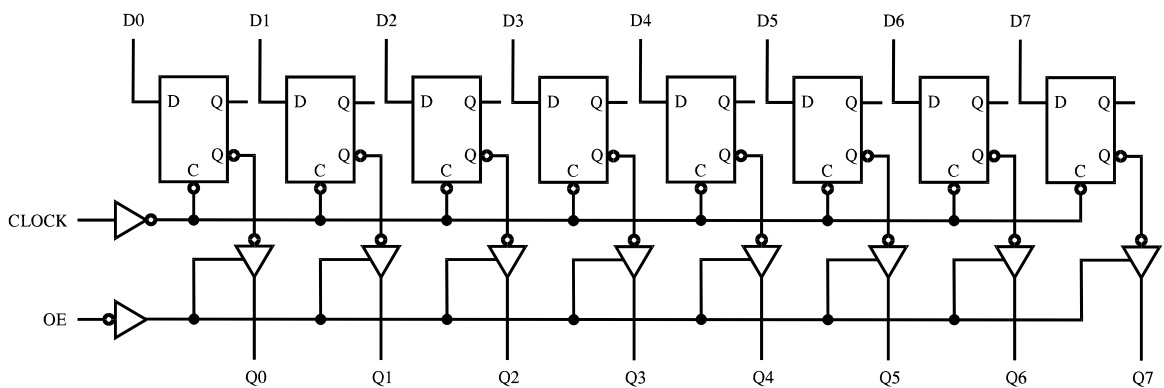 D0 D1 D2 D3 D4 D5 D6 D7
D Q D Q D Q D Q D Q D Q D Q D Q
Q Q Q Q Q Q Q Q
C C C C C C C C
CLOCK
OE
Q0 Q1 Q2 Q3 Q4 Q5 Q6 Q7